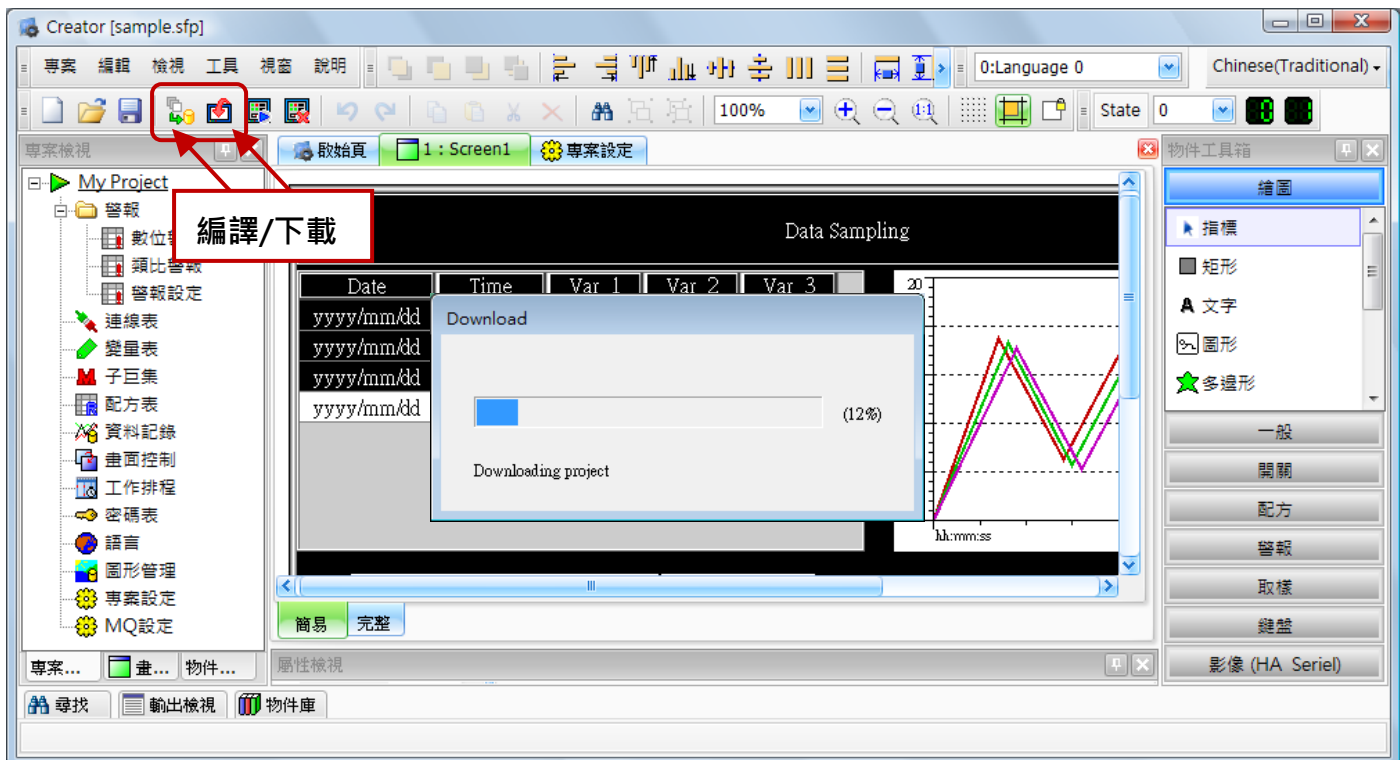 Creator [sample.sfp]
專案 編輯 檢視 工具 視窗 說明 0:Language 0 Chinese(Traditional)
100% State 0
專案檢視
啟始頁 1 : Screen1 專案設定
物件工具箱
My Project
警報
數位
類比警報
警報設定
連線表
變量表
子巨集
配方表
資料記錄
畫面控制
工作排程
密碼表
語言
圖形管理
專案設定
MQ設定
編譯/下載
Data Sampling
Date Time Var 1 Var 2 Var 3
yyyy/mm/dd
yyyy/mm/dd
yyyy/mm/dd
yyyy/mm/dd
20
hh:mm:ss
Download
(12%)
Downloading project
簡易 完整
屬性檢視
繪圖
指標
矩形
A 文字
圖形
多邊形
一般
開關
配方
警報
取樣
鍵盤
影像 (HA Seriel)
專案... 畫... 物件...
尋找 輸出檢視 物件庫